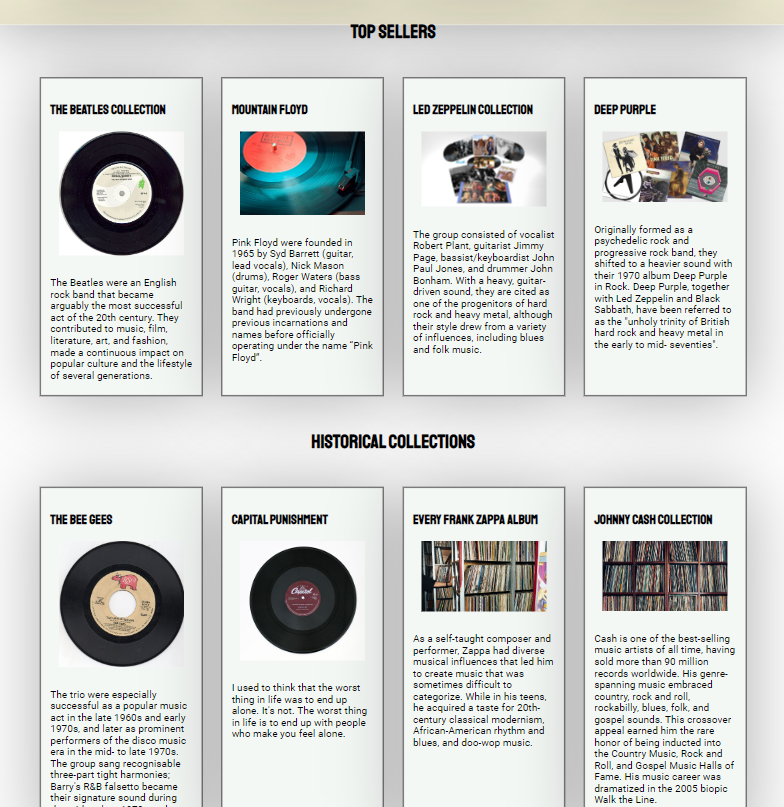 TOP SELLERS
THE BEATLES COLLECTION
The Beatles were an English
rock band that became
arguably the most successful
act of the 20th century. They
contributed to music, film,
literature, art, and fashion,
made a continuous impact on
popular culture and the lifestyle
of several generations.
MOUNTAIN FLOYD
Pink Floyd were founded in
1965 by Syd Barrett (guitar,
lead vocals), Nick Mason
(drums), Roger Waters (bass
guitar, vocals), and Richard
Wright (keyboards, vocals). The
band had previously undergone
previous incarnations and
names before officially
operating under the name "Pink
Floyd".
LED ZEPPELIN COLLECTION
The group consisted of vocalist
Robert Plant, guitarist Jimmy
Page, bassist/keyboardist John
Paul Jones, and drummer John
Bonham. With a heavy, guitar-
driven sound, they are cited as
one of the progenitors of hard
rock and heavy metal, although
their style drew from a variety
of influences, including blues
and folk music.
DEEP PURPLE
Originally formed as a
psychedelic rock and
progressive rock band, they
shifted to a heavier sound with
their 1970 album Deep Purple
in Rock. Deep Purple, together
with Led Zeppelin and Black
Sabbath, have been referred to
as the "unholy trinity of British
hard rock and heavy metal in
the early to mid- seventies".
HISTORICAL COLLECTIONS
THE BEE GEES
The trio were especially
successful as a popular music
act in the late 1960s and early
1970s, and later as prominent
performers of the disco music
era in the mid- to late 1970s.
The group sang recognisable
three-part tight harmonies;
Barry's R&B falsetto became
their signature sound during
CAPITAL PUNISHMENT
Capitol
I used to think that the worst
thing in life was to end up
alone. It's not. The worst thing
in life is to end up with people
who make you feel alone.
EVERY FRANK ZAPPA ALBUM
As a self-taught composer and
performer, Zappa had diverse
musical influences that led him
to create music that was
sometimes difficult to
categorize. While in his teens,
he acquired a taste for 20th-
century classical modernism,
African-American rhythm and
blues, and doo-wop music.
JOHNNY CASH COLLECTION
Cash is one of the best-selling
music artists of all time, having
sold more than 90 million
records worldwide. His genre-
spanning music embraced
country, rock and roll,
rockabilly, blues, folk, and
gospel sounds. This crossover
appeal earned him the rare
honor of being inducted into
the Country Music, Rock and
Roll, and Gospel Music Halls of
Fame. His music career was
dramatized in the 2005 biopic
Walk the Line.